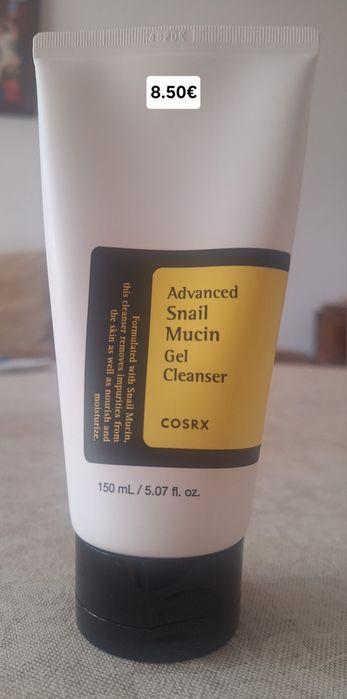 8.50€
Advanced
Snail
Mucin
Gel
Cleanser
COSRX
Formulated with Snail Mucin,
this cleanser removes impurities from
the skin as well as nourish and
moisturize.
150 mL / 5.07 fl. oz.